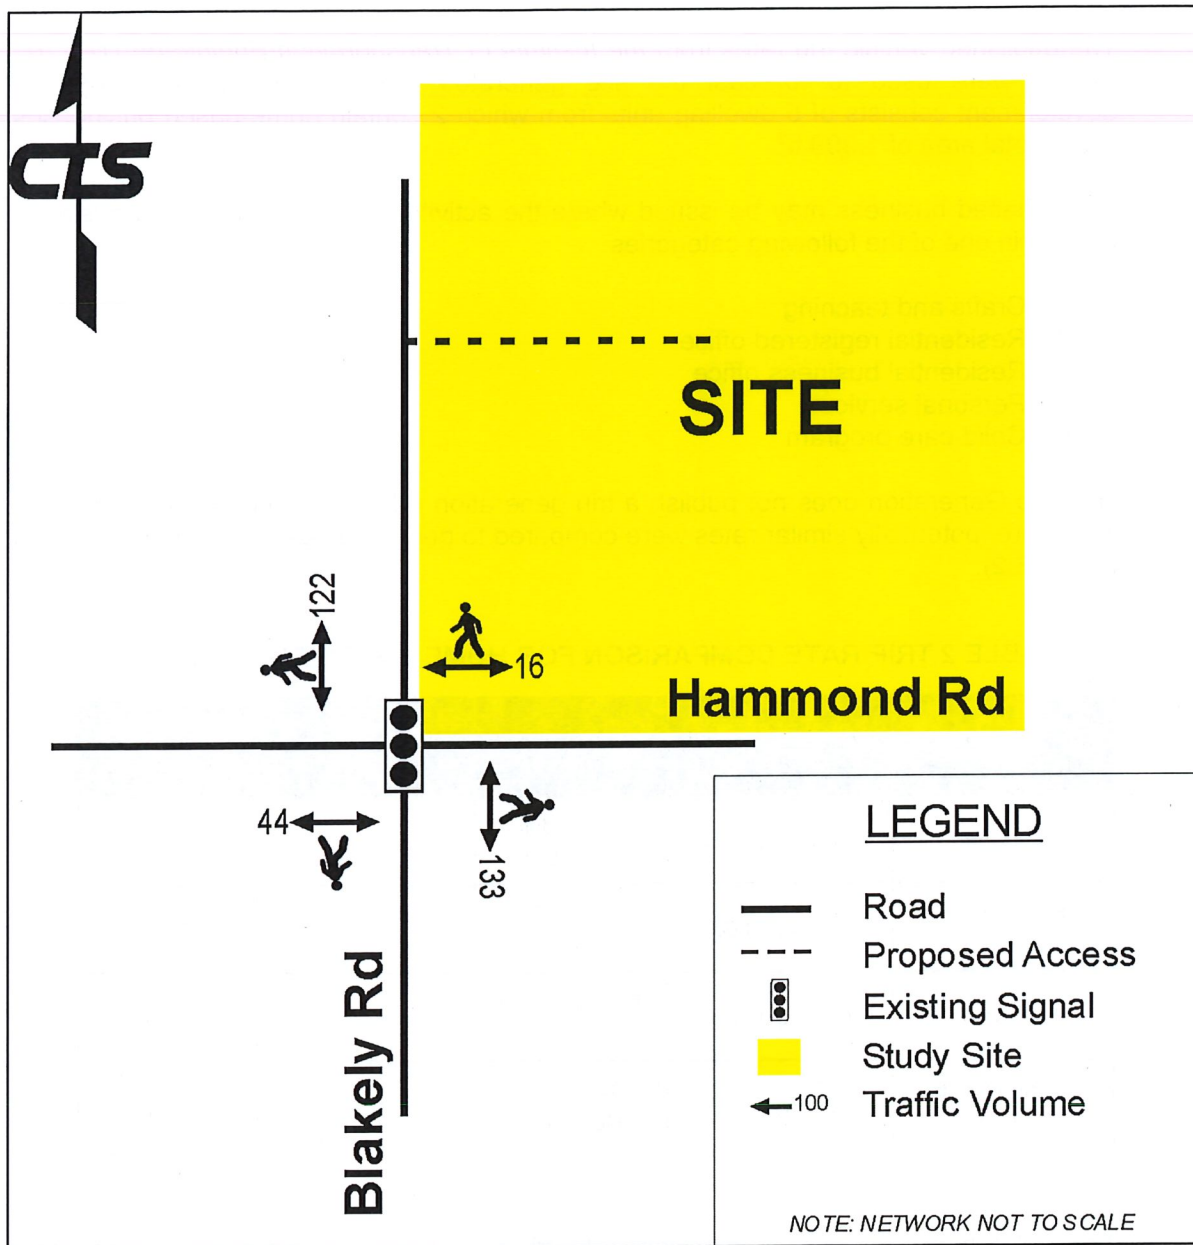 CTS
SITE
122
16
Hammond Rd
44
133
Blakely Rd
LEGEND
Road
Proposed Access
Existing Signal
Study Site
100
Traffic Volume
NOTE: NETWORK NOT TO SCALE